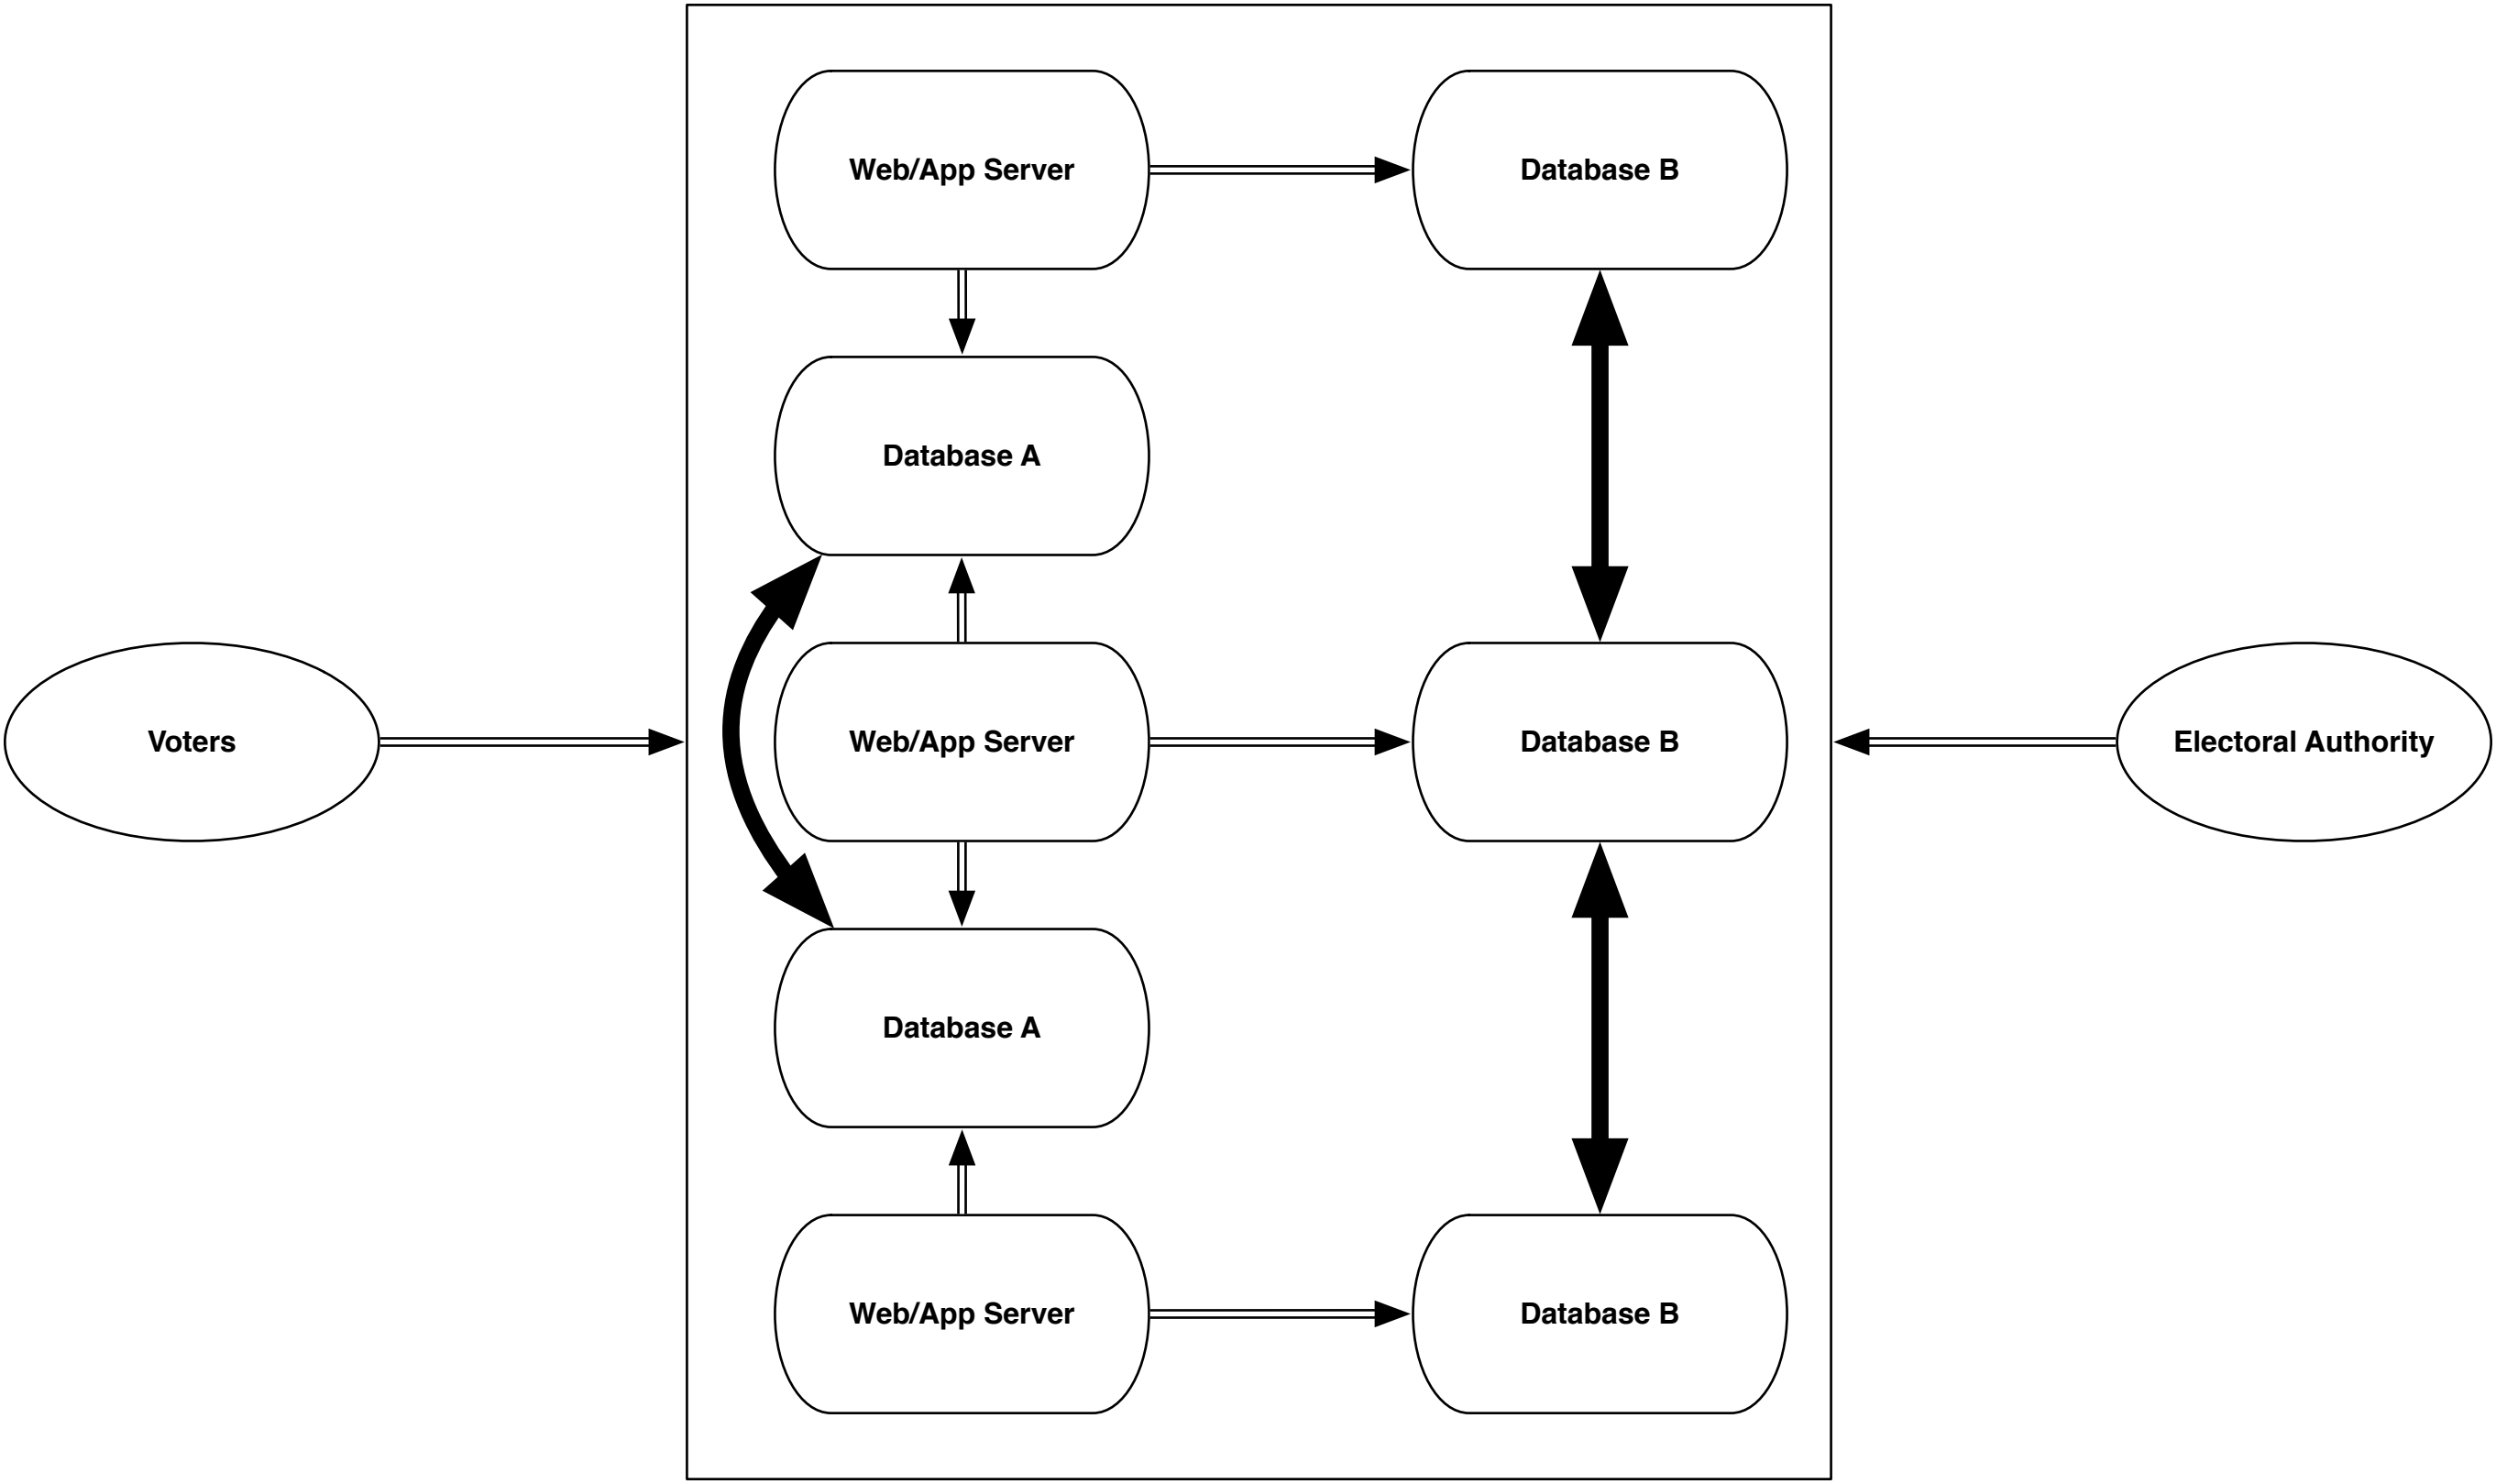 Web/App Server
Database B
Database A
Voters
Web/App Server
Database B
Electoral Authority
Database A
Web/App Server
Database B